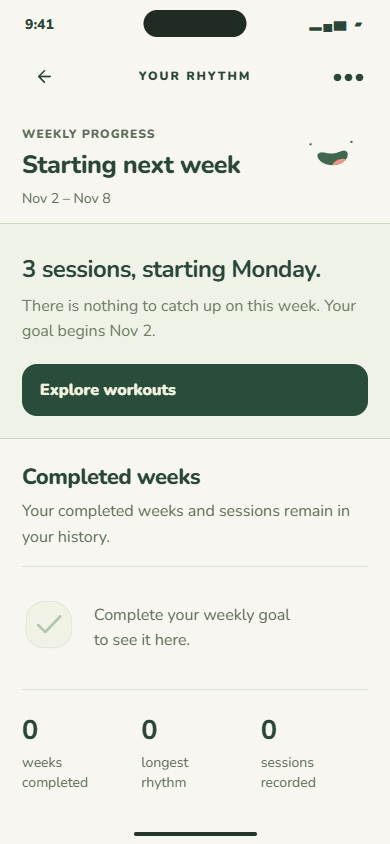 9:41
YOUR RHYTHM
WEEKLY PROGRESS
Starting next week
Nov 2 – Nov 8
3 sessions, starting Monday.
There is nothing to catch up on this week. Your
goal begins Nov 2.
Explore workouts
Completed weeks
Your completed weeks and sessions remain in
your history.
Complete your weekly goal
to see it here.
0
weeks
completed
0
longest
rhythm
0
sessions
recorded